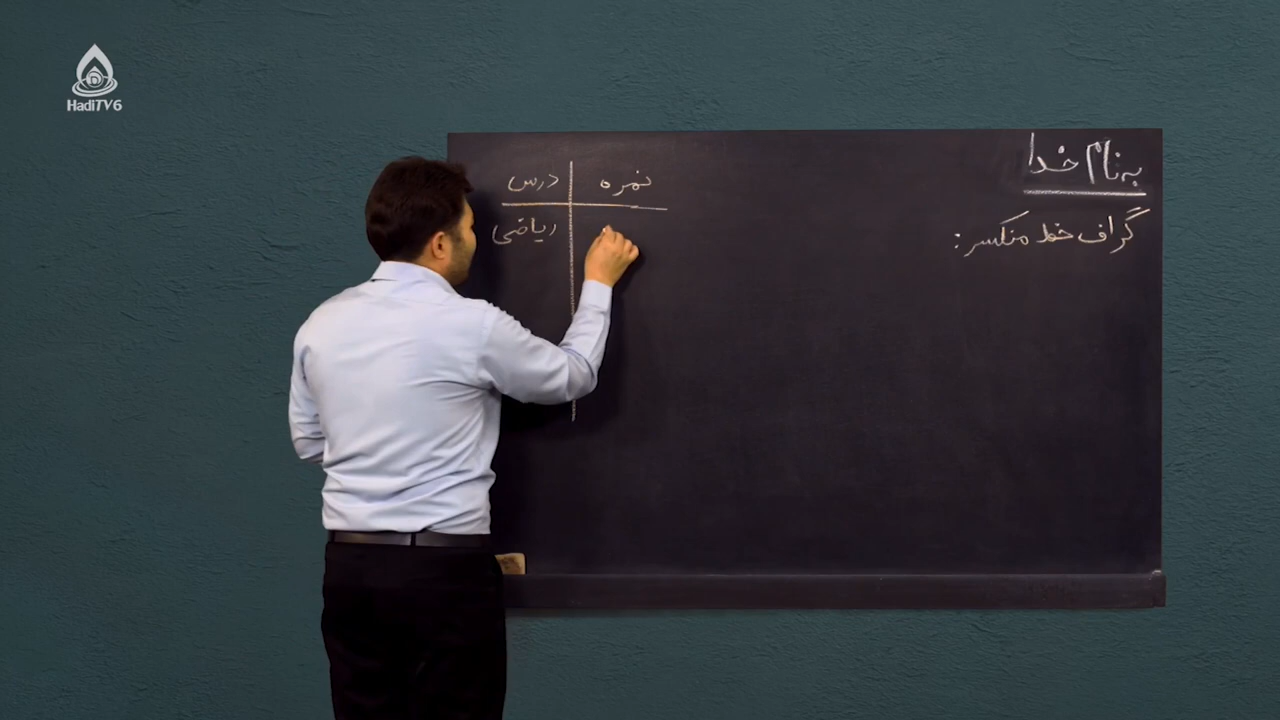 HadiTV6
به نام خدا
گراف خط منکسر:
درس نمره
ریاضی